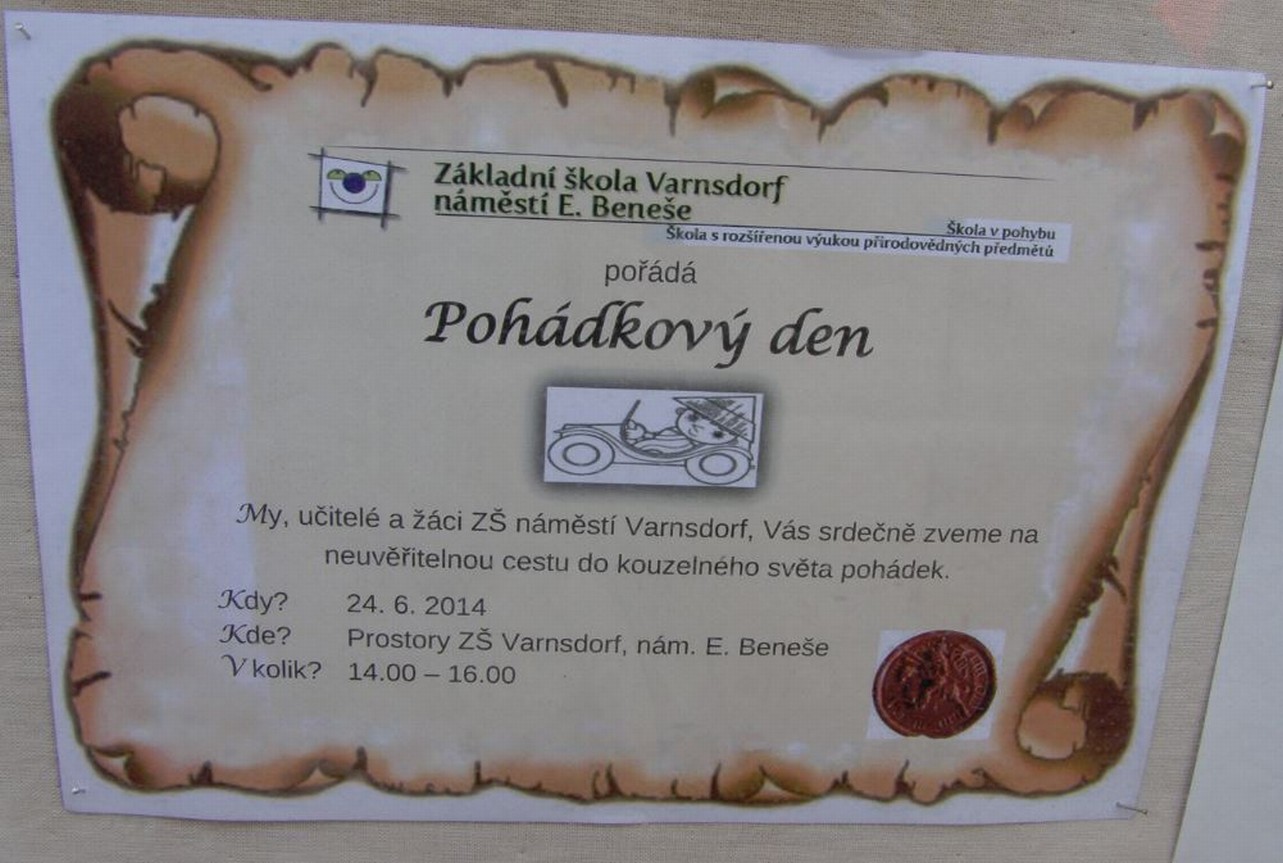 Základní škola Varnsdorf
náměstí E. Beneše
Škola v pohybu
Škola s rozšířenou výukou přírodovědných předmětů
pořádá
Pohádkový den
My, učitelé a žáci ZŠ náměstí Varnsdorf, Vás srdečně zveme na
neuvěřitelnou cestu do kouzelného světa pohádek.
Kdy? 24. 6. 2014
Kde? Prostory ZŠ Varnsdorf, nám. E. Beneše
V kolik? 14.00 – 16.00